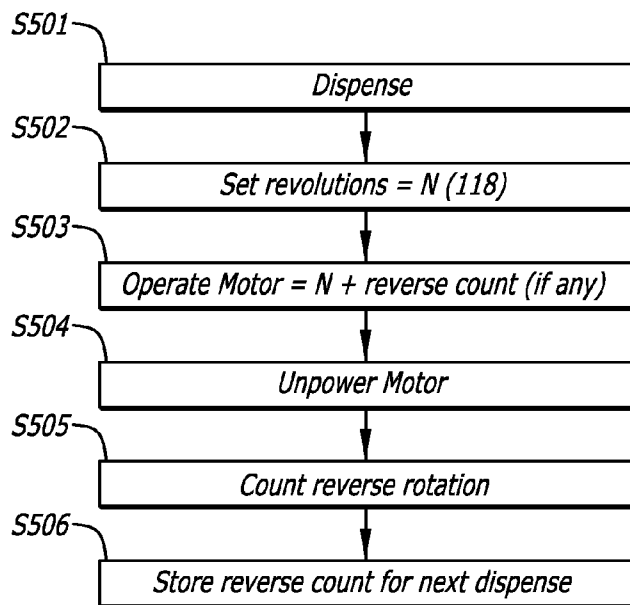 S501
Dispense
S502
Set revolutions = N (118)
S503
Operate Motor = N + reverse count (if any)
S504
Unpower Motor
S505
Count reverse rotation
S506
Store reverse count for next dispense